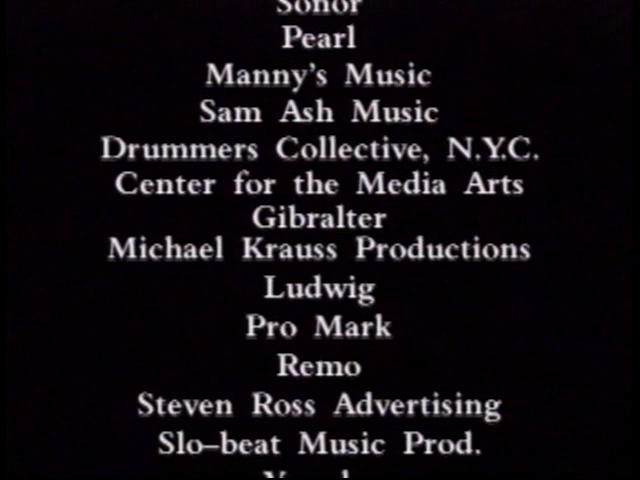 Sonor
Pearl
Manny's Music
Sam Ash Music
Drummers Collective, N.Y.C.
Center for the Media Arts
Gibralter
Michael Krauss Productions
Ludwig
Pro Mark
Remo
Steven Ross Advertising
Slo–beat Music Prod.